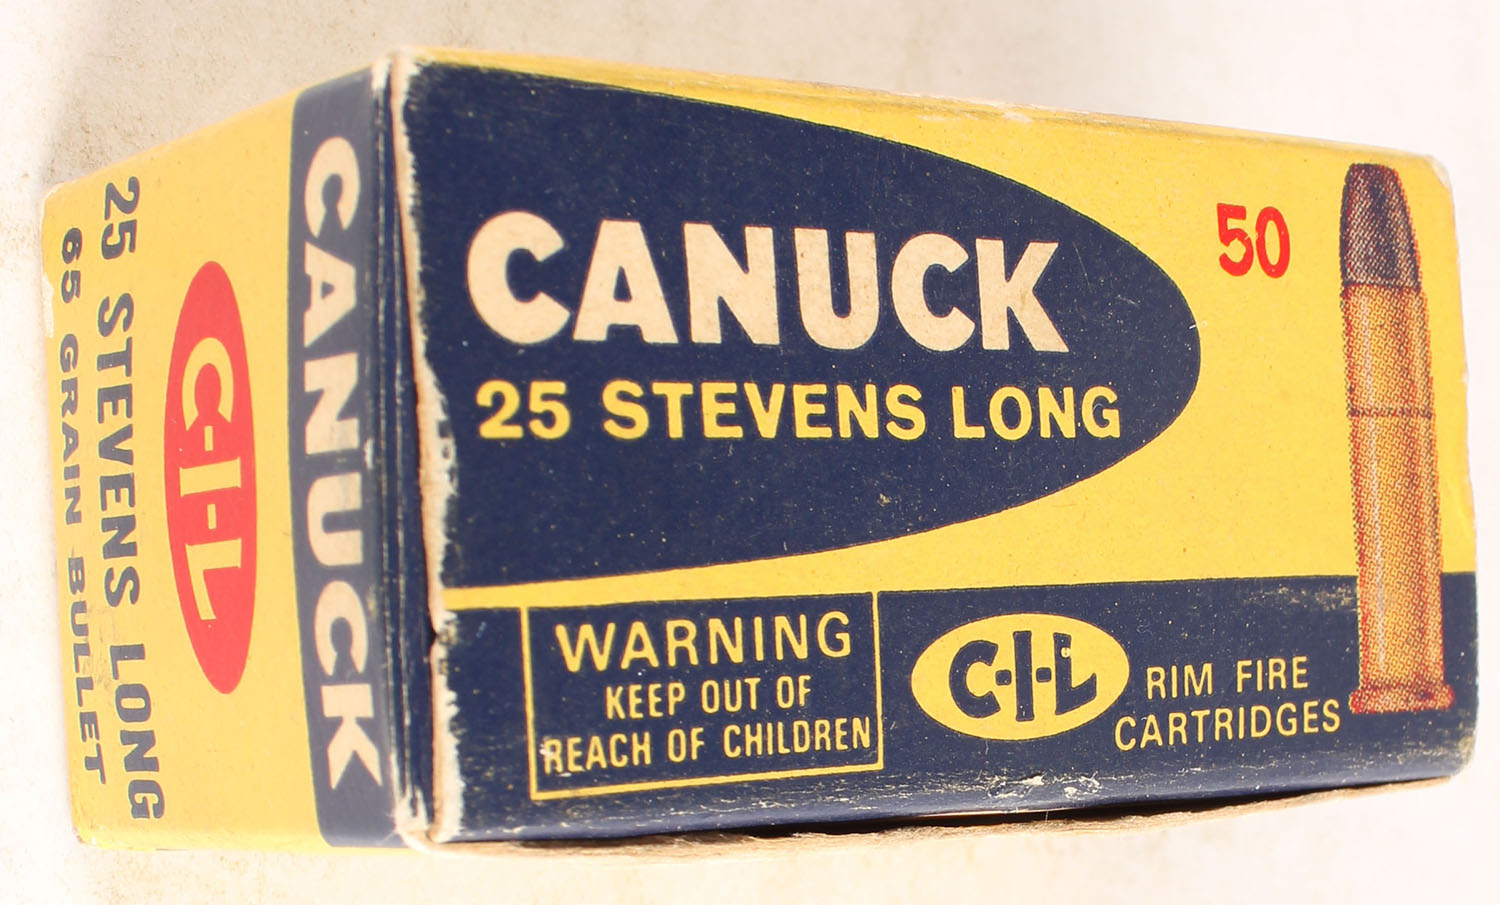 CANUCK
25 STEVENS LONG
50
WARNING
KEEP OUT OF
REACH OF CHILDREN
C-I-L
RIM FIRE
CARTRIDGES
CANUCK
C-I-L
25 STEVENS LONG
65 GRAIN BULLET